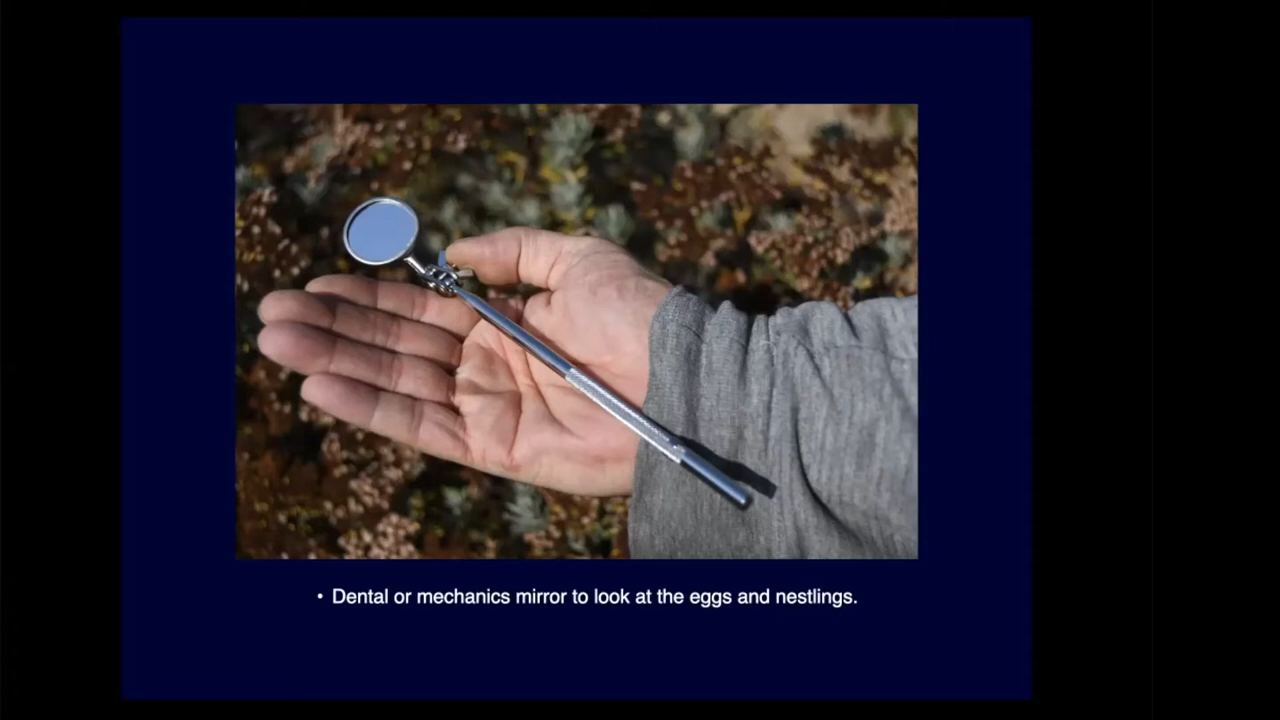 • Dental or mechanics mirror to look at the eggs and nestlings.